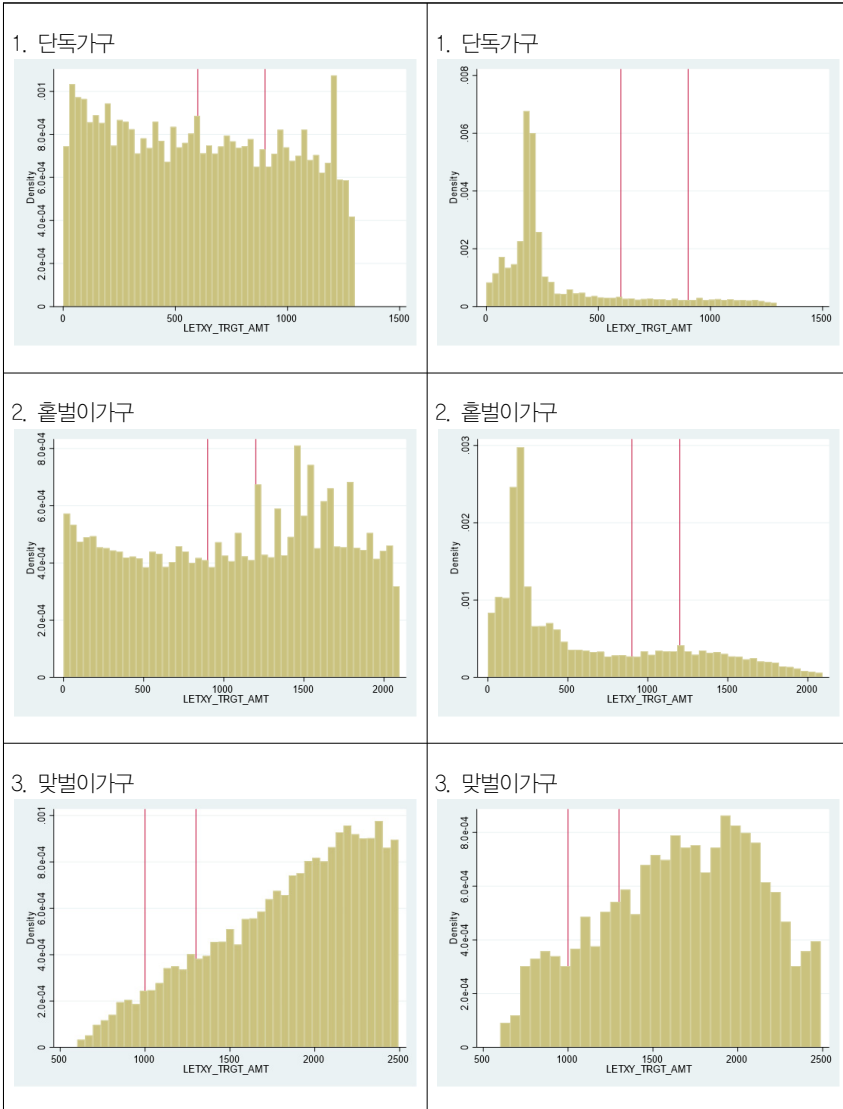 1. 단독가구
Density
0 2.0e-04 4.0e-04 6.0e-04 8.0e-04 .001
0 500 1000 1500
LETXY_TRGT_AMT
1. 단독가구
Density
0 .002 .004 .006 .008
0 500 1000 1500
LETXY_TRGT_AMT
2. 홑벌이가구
Density
0 2.0e-04 4.0e-04 6.0e-04 8.0e-04
0 500 1000 1500 2000
LETXY_TRGT_AMT
2. 홑벌이가구
Density
0 .001 .002 .003
0 500 1000 1500 2000
LETXY_TRGT_AMT
3. 맞벌이가구
Density
0 2.0e-04 4.0e-04 6.0e-04 8.0e-04 .001
500 1000 1500 2000 2500
LETXY_TRGT_AMT
3. 맞벌이가구
Density
0 2.0e-04 4.0e-04 6.0e-04 8.0e-04
500 1000 1500 2000 2500
LETXY_TRGT_AMT